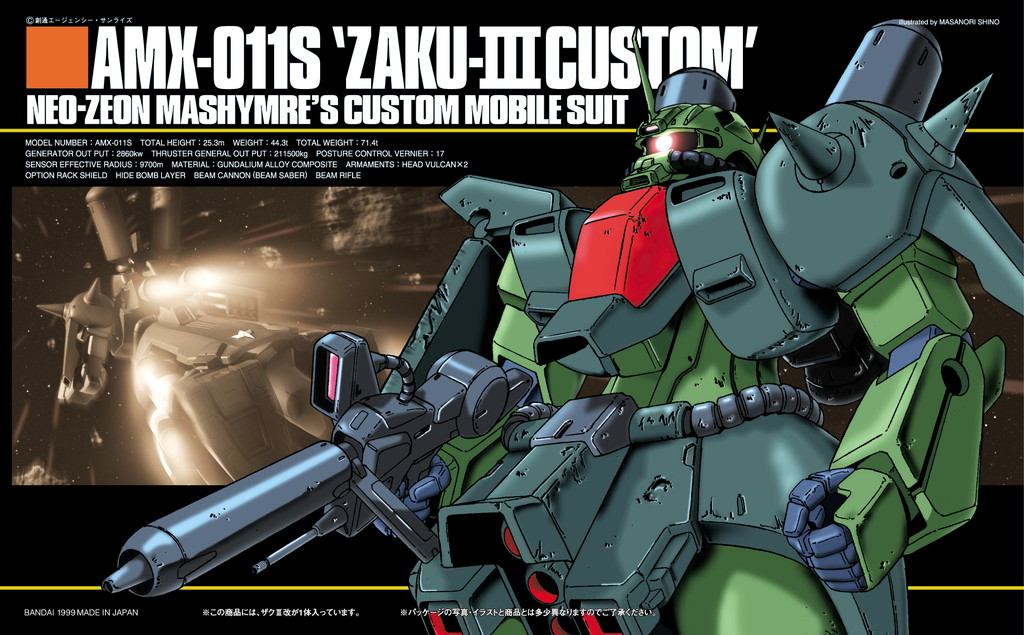 ©創通エージェンシー・サンライズ
illustrated by MASANORI SHINO
AMX-011S 'ZAKU-III CUSTOM'
NEO-ZEON MASHYMRE'S CUSTOM MOBILE SUIT
MODEL NUMBER：AMX-011S　TOTAL HEIGHT：25.3m　WEIGHT：44.3t　TOTAL WEIGHT：71.4t
GENERATOR OUT PUT：2860kw　THRUSTER GENERAL OUT PUT：211500kg　POSTURE CONTROL VERNIER：17
SENSOR EFFECTIVE RADIUS：9700m　MATERIAL：GUNDALIUM ALLOY COMPOSITE　ARMAMENTS：HEAD VULCAN×2
OPTION RACK SHIELD　HIDE BOMB LAYER　BEAM CANNON (BEAM SABER)　BEAM RIFLE
BANDAI 1999 MADE IN JAPAN　※この商品には、ザクⅢ改が1体入っています。　※パッケージの写真・イラストと商品とは多少異なりますのでご了承ください。